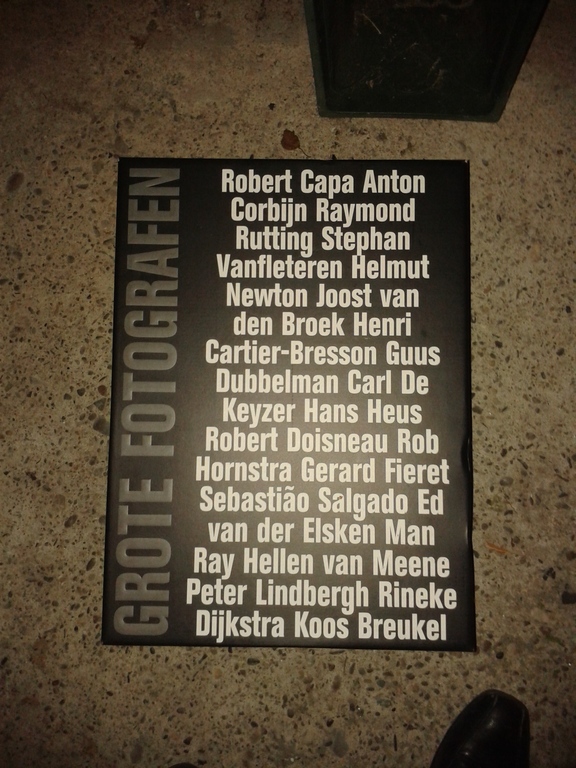 GROTE FOTOGRAFEN
Robert Capa Anton
Corbijn Raymond
Rutting Stephan
Vanfleteren Helmut
Newton Joost van
den Broek Henri
Cartier-Bresson Guus
Dubbelman Carl De
Keyzer Hans Heus
Robert Doisneau Rob
Hornstra Gerard Fieret
Sebastião Salgado Ed
van der Elsken Man
Ray Hellen van Meene
Peter Lindbergh Rineke
Dijkstra Koos Breukel